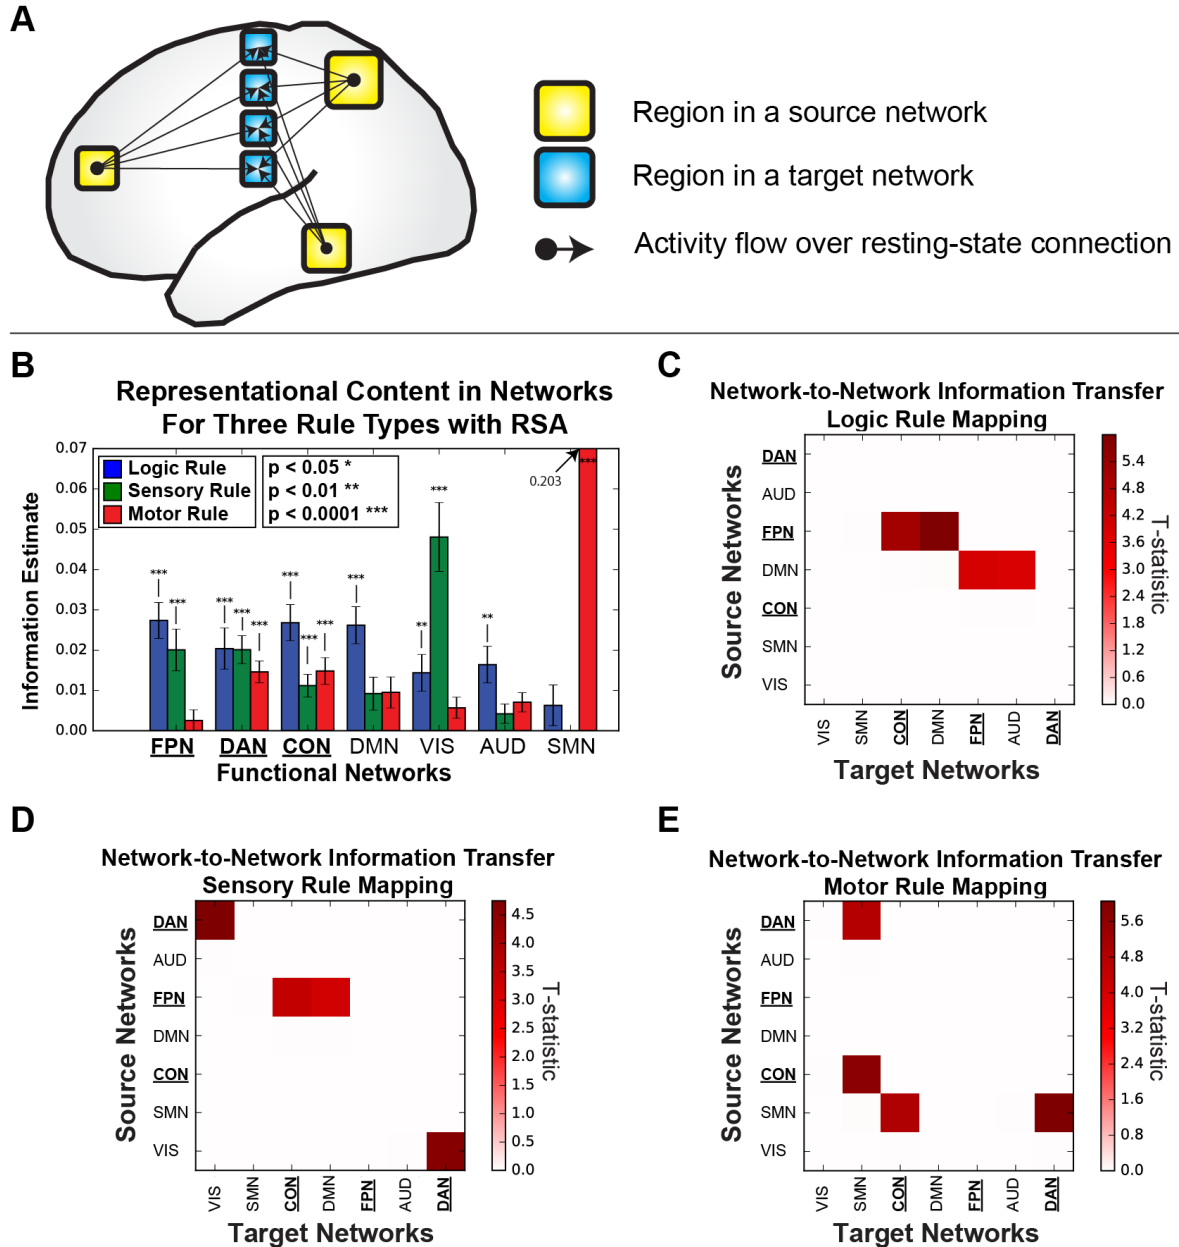 A
Region in a source network
Region in a target network
Activity flow over resting-state connection
B
Representational Content in Networks
For Three Rule Types with RSA
Information Estimate
0.07
0.06
0.05
0.04
0.03
0.02
0.01
0.00
Logic Rule
Sensory Rule
Motor Rule
p < 0.05 *
p < 0.01 **
p < 0.0001 ***
0.203
***
***
***
***
***
***
***
***
***
***
**
***
**
FPN DAN CON DMN VIS AUD SMN
Functional Networks
C
Network-to-Network Information Transfer
Logic Rule Mapping
Source Networks
DAN
AUD
FPN
DMN
CON
SMN
VIS
VIS SMN CON DMN FPN AUD DAN
Target Networks
5.4
4.8
4.2
3.6
3.0
2.4
1.8
1.2
0.6
0.0
T-statistic
D
Network-to-Network Information Transfer
Sensory Rule Mapping
Source Networks
DAN
AUD
FPN
DMN
CON
SMN
VIS
VIS SMN CON DMN FPN AUD DAN
Target Networks
4.5
4.0
3.5
3.0
2.5
2.0
1.5
1.0
0.5
0.0
T-statistic
E
Network-to-Network Information Transfer
Motor Rule Mapping
Source Networks
DAN
AUD
FPN
DMN
CON
SMN
VIS
VIS SMN CON DMN FPN AUD DAN
Target Networks
5.6
4.8
4.0
3.2
2.4
1.6
0.8
0.0
T-statistic